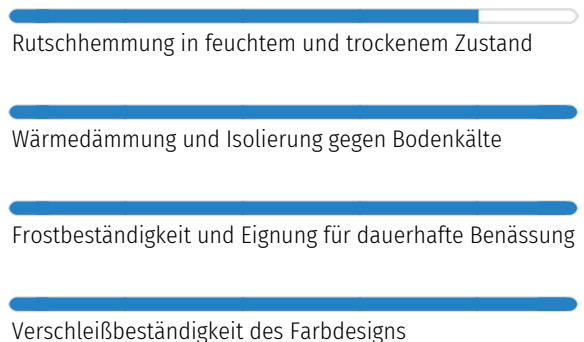 Rutschhemmung in feuchtem und trockenem Zustand
Wärmedämmung und Isolierung gegen Bodenkälte
Frostbeständigkeit und Eignung für dauerhafte Benässung
Verschleißbeständigkeit des Farbdesigns